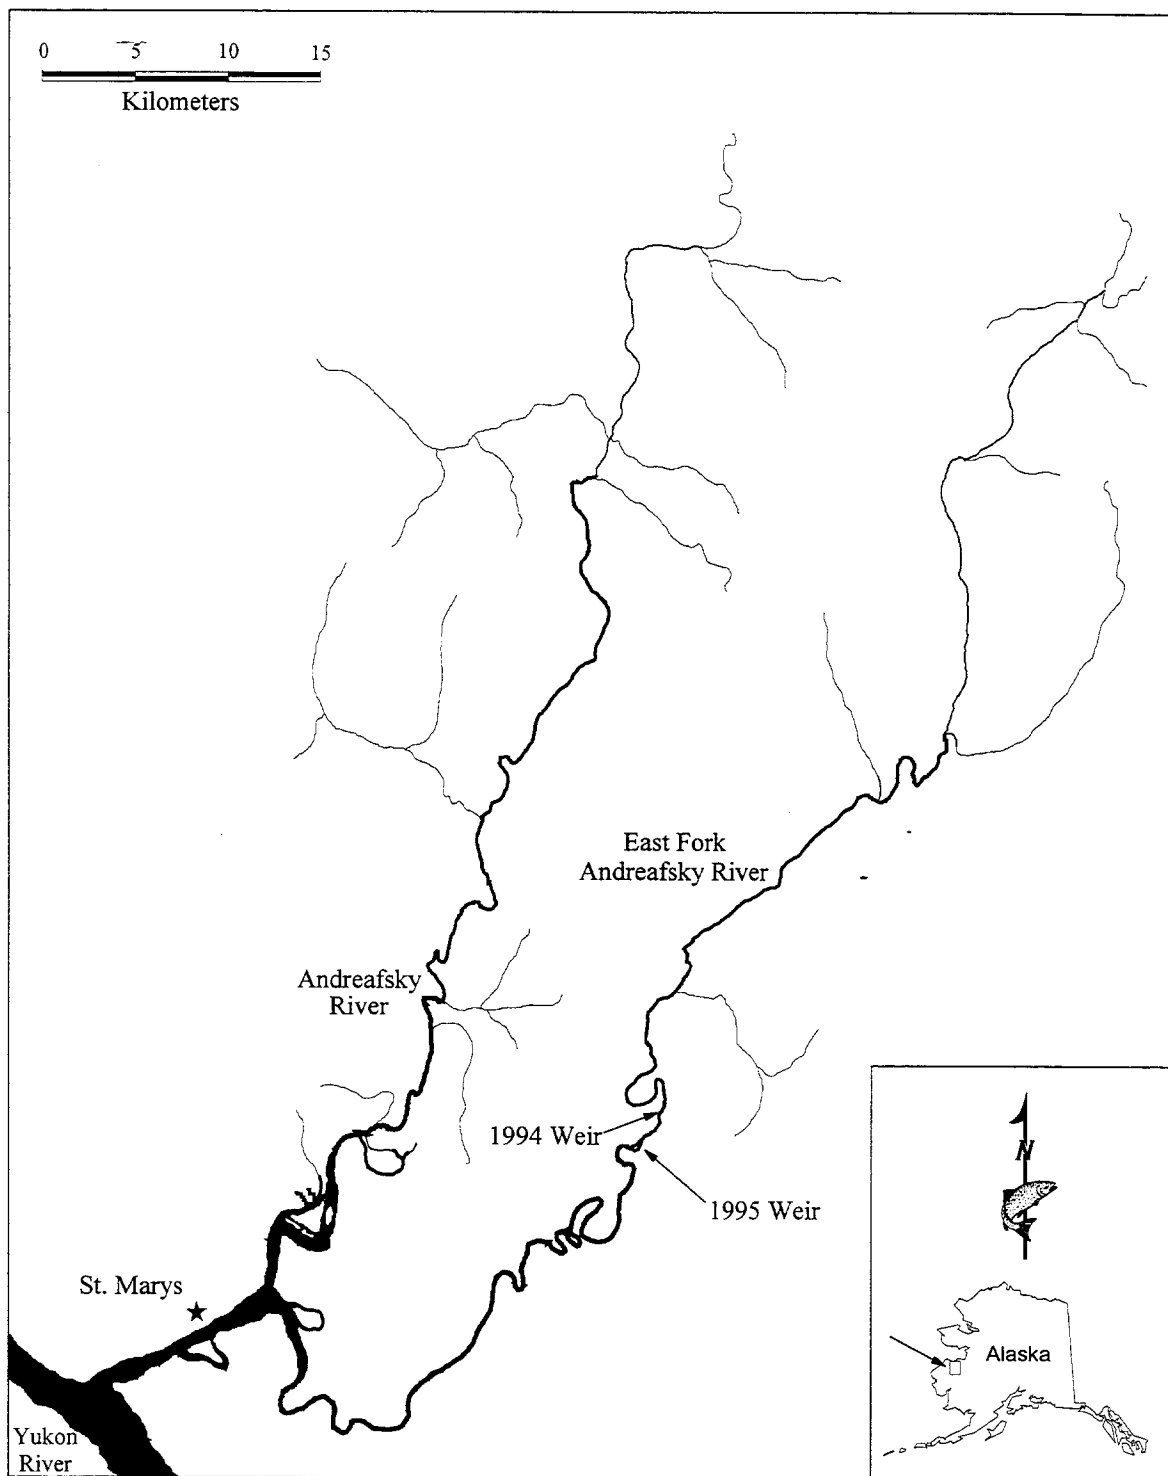 0 5 10 15
Kilometers
East Fork
Andreafsky River
Andreafsky
River
1994 Weir
1995 Weir
N
St. Marys
Alaska
Yukon
River